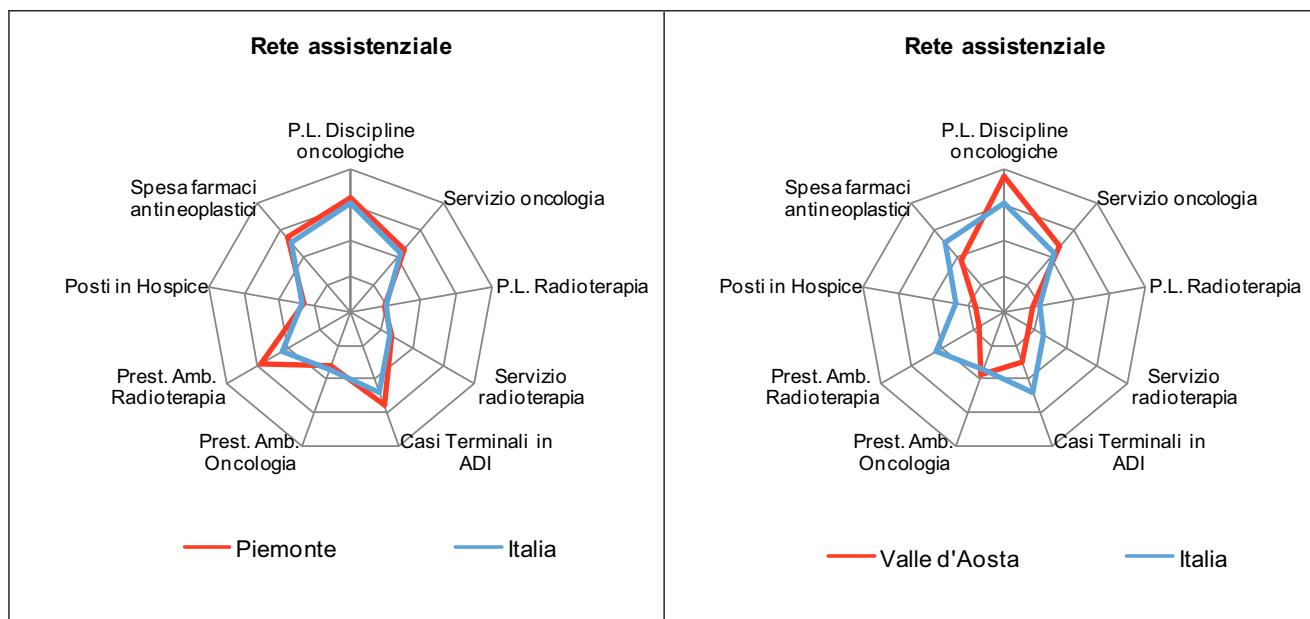 Rete assistenziale
P.L. Discipline
oncologiche
Servizio oncologia
P.L. Radioterapia
Servizio
radioterapia
Casi Terminali in
ADI
Prest. Amb.
Oncologia
Prest. Amb.
Radioterapia
Posti in Hospice
Spesa farmaci
antineoplastici
Piemonte
Italia
Rete assistenziale
P.L. Discipline
oncologiche
Servizio oncologia
P.L. Radioterapia
Servizio
radioterapia
Casi Terminali in
ADI
Prest. Amb.
Oncologia
Prest. Amb.
Radioterapia
Posti in Hospice
Spesa farmaci
antineoplastici
Valle d'Aosta
Italia